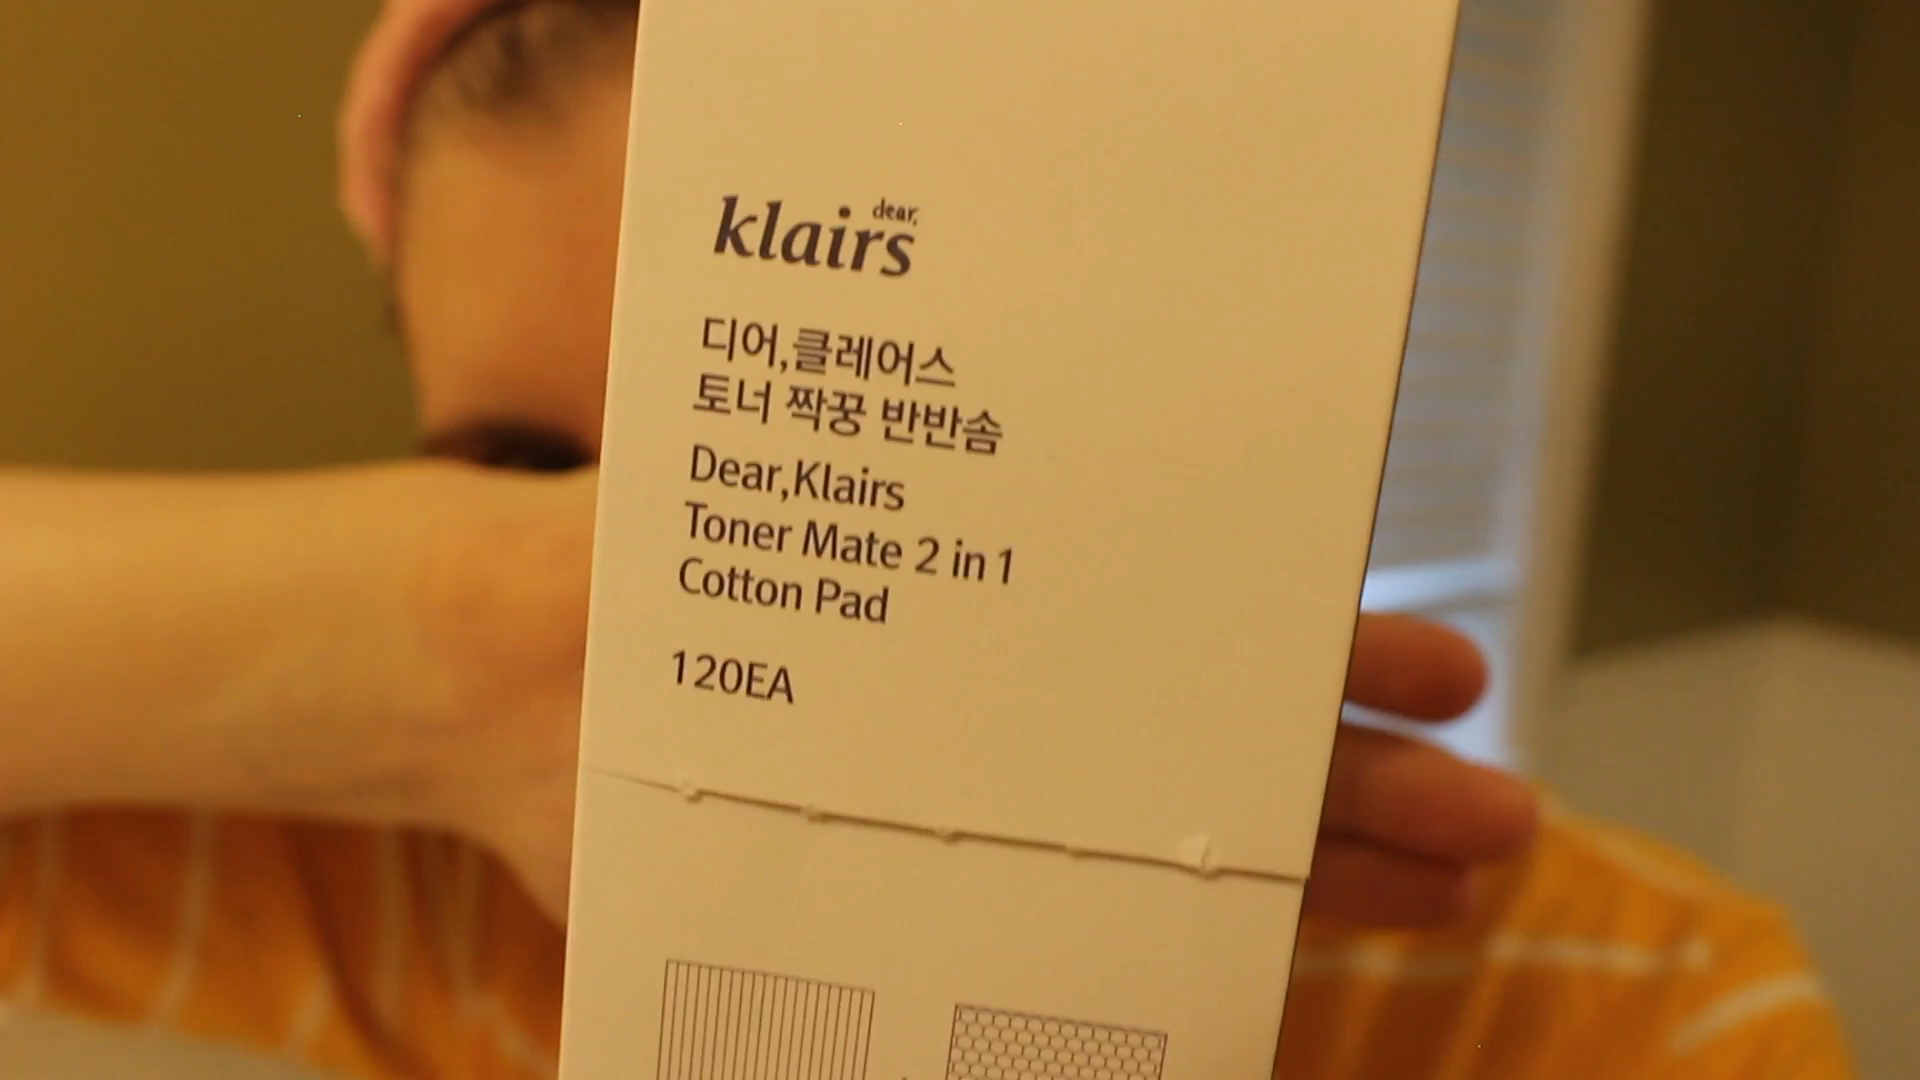 dear,
klairs
디어,클레어스
토너 짝꿍 반반솜
Dear,Klairs
Toner Mate 2 in 1
Cotton Pad
120EA